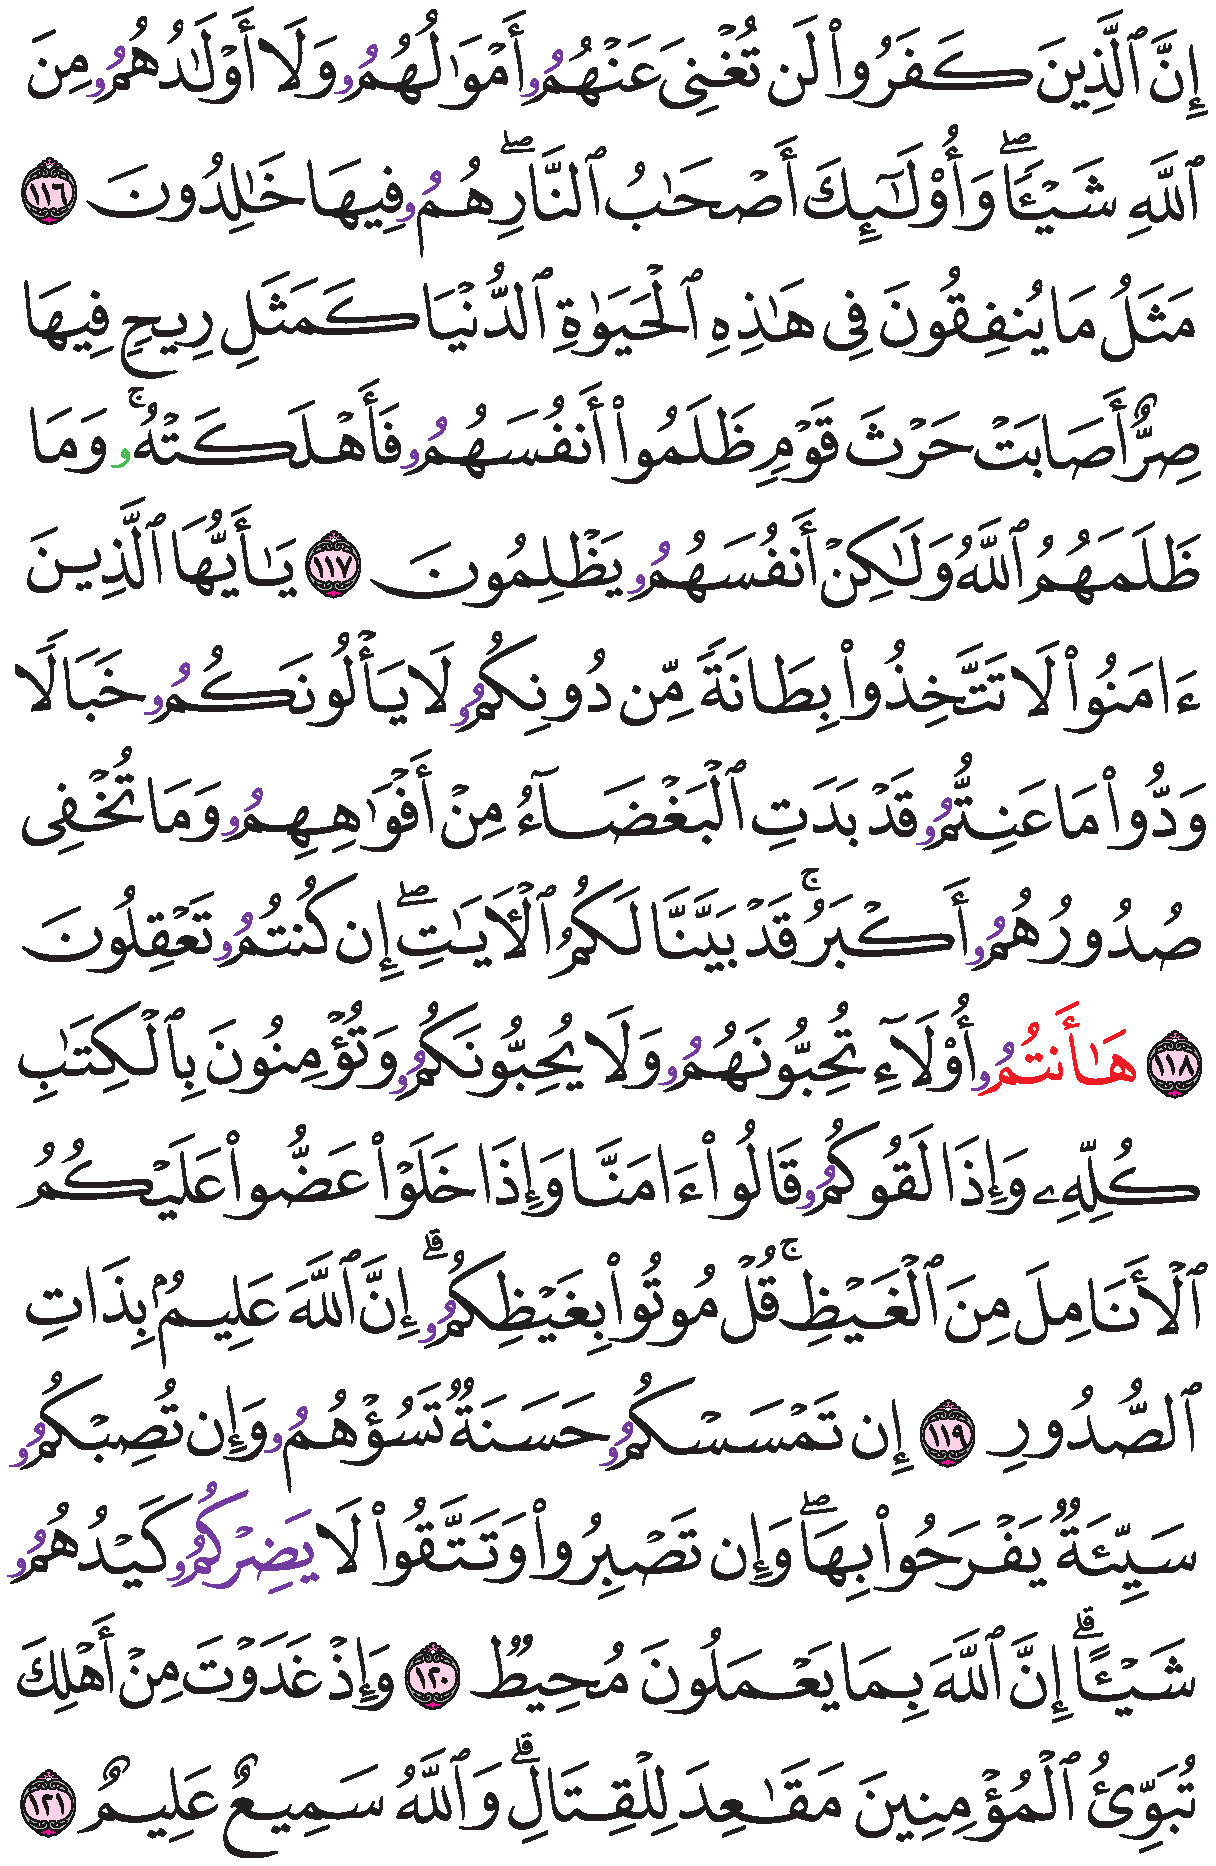 إِنَّ ٱلَّذِينَ كَفَرُواْ لَن تُغْنِىَ عَنْهُمُۥ أَمْوَٰلُهُمُۥ وَلَا أَوْلَٰدُهُمُۥ مِنَ
ٱللَّهِ شَيْـًٔاۖ وَأُوْلَٰٓئِكَ أَصْحَٰبُ ٱلنَّارِۖ هُمُۥ فِيهَا خَٰلِدُونَ ١١٦
مَثَلُ مَا يُنفِقُونَ فِى هَٰذِهِ ٱلْحَيَوٰةِ ٱلدُّنْيَا كَمَثَلِ رِيحٍ فِيهَا
صِرٌّ أَصَابَتْ حَرْثَ قَوْمٍ ظَلَمُواْ أَنفُسَهُمُۥ فَأَهْلَكَتْهُۥۚ وَمَا
ظَلَمَهُمُ ٱللَّهُ وَلَٰكِنْ أَنفُسَهُمُۥ يَظْلِمُونَ ١١٧ يَٰأَيُّهَا ٱلَّذِينَ
ءَامَنُواْ لَا تَتَّخِذُواْ بِطَانَةً مِّن دُونِكُمُۥ لَا يَأْلُونَكُمُۥ خَبَالًا
وَدُّواْ مَا عَنِتُّمُۥ قَدْ بَدَتِ ٱلْبَغْضَآءُ مِنْ أَفْوَٰهِهِمُۥ وَمَا تُخْفِى
صُدُورُهُمُۥ أَكْبَرُۚ قَدْ بَيَّنَّا لَكُمُ ٱلْأٓيَٰتِۖ إِن كُنتُمُۥ تَعْقِلُونَ
١١٨ هَٰأَنتُمُۥ أُوْلَآءِ تُحِبُّونَهُمُۥ وَلَا يُحِبُّونَكُمُۥ وَتُؤْمِنُونَ بِٱلْكِتَٰبِ
كُلِّهِۦ وَإِذَا لَقُوكُمُۥ قَالُواْ ءَامَنَّا وَإِذَا خَلَوْاْ عَضُّواْ عَلَيْكُمُ
ٱلْأَنَامِلَ مِنَ ٱلْغَيْظِۚ قُلْ مُوتُواْ بِغَيْظِكُمُۥۗ إِنَّ ٱللَّهَ عَلِيمُۢ بِذَاتِ
ٱلصُّدُورِ ١١٩ إِن تَمْسَسْكُمُۥ حَسَنَةٌ تَسُؤْهُمُۥ وَإِن تُصِبْكُمُۥ
سَيِّئَةٌ يَفْرَحُواْ بِهَاۖ وَإِن تَصْبِرُواْ وَتَتَّقُواْ لَا يَضِرْكُمُۥ كَيْدُهُمُۥ
شَيْـًٔاۗ إِنَّ ٱللَّهَ بِمَا يَعْمَلُونَ مُحِيطٌ ١٢٠ وَإِذْ غَدَوْتَ مِنْ أَهْلِكَ
تُبَوِّئُ ٱلْمُؤْمِنِينَ مَقَٰعِدَ لِلْقِتَالِۗ وَٱللَّهُ سَمِيعٌ عَلِيمٌ ١٢١